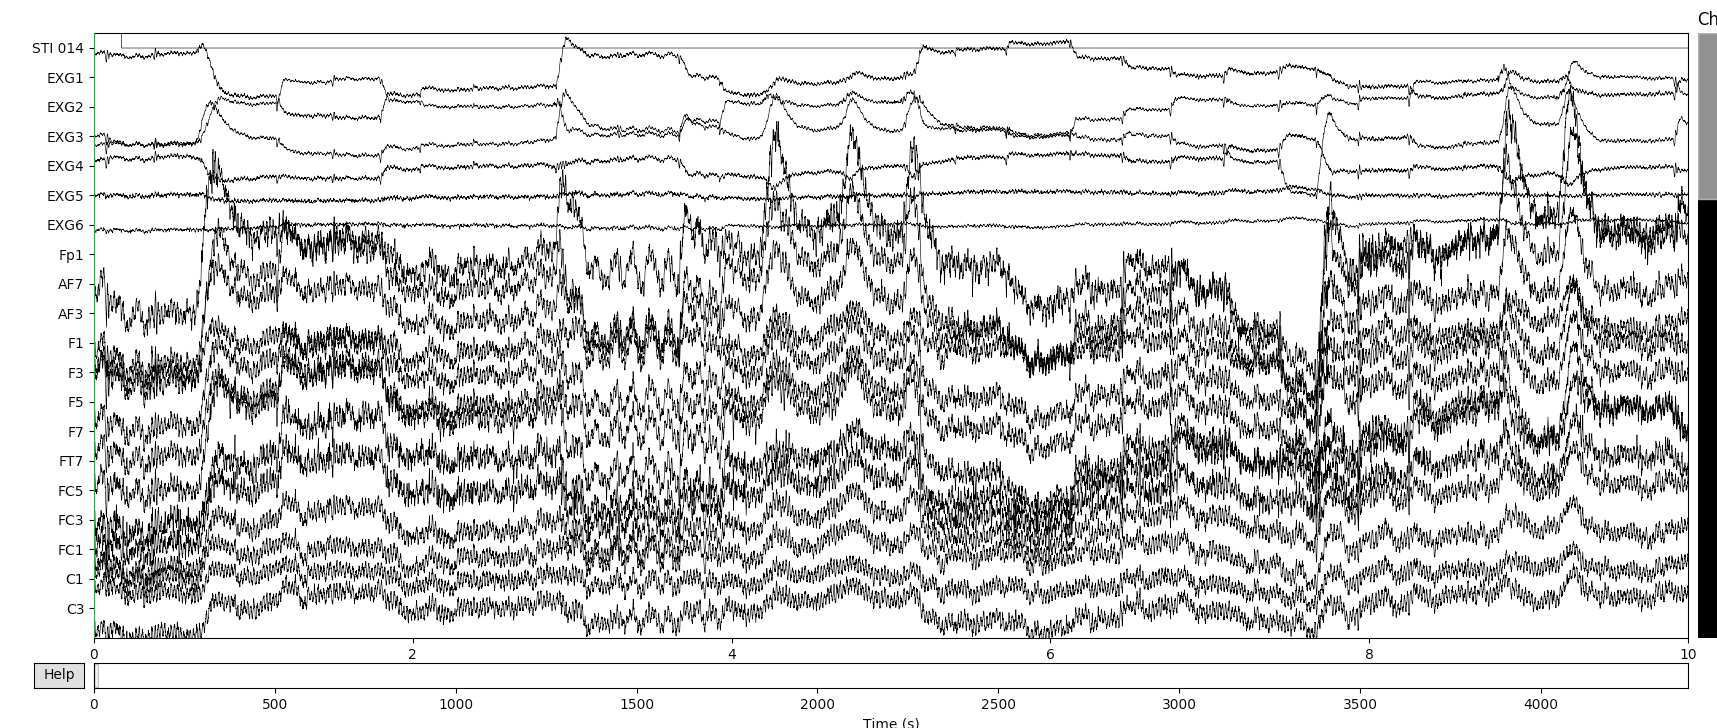 Ch
STI 014
EXG1
EXG2
EXG3
EXG4
EXG5
EXG6
Fp1
AF7
AF3
F1
F3
F5
F7
FT7
FC5
FC3
FC1
C1
C3
0 2 4 6 8 10
Help
0 500 1000 1500 2000 2500 3000 3500 4000
Time (s)